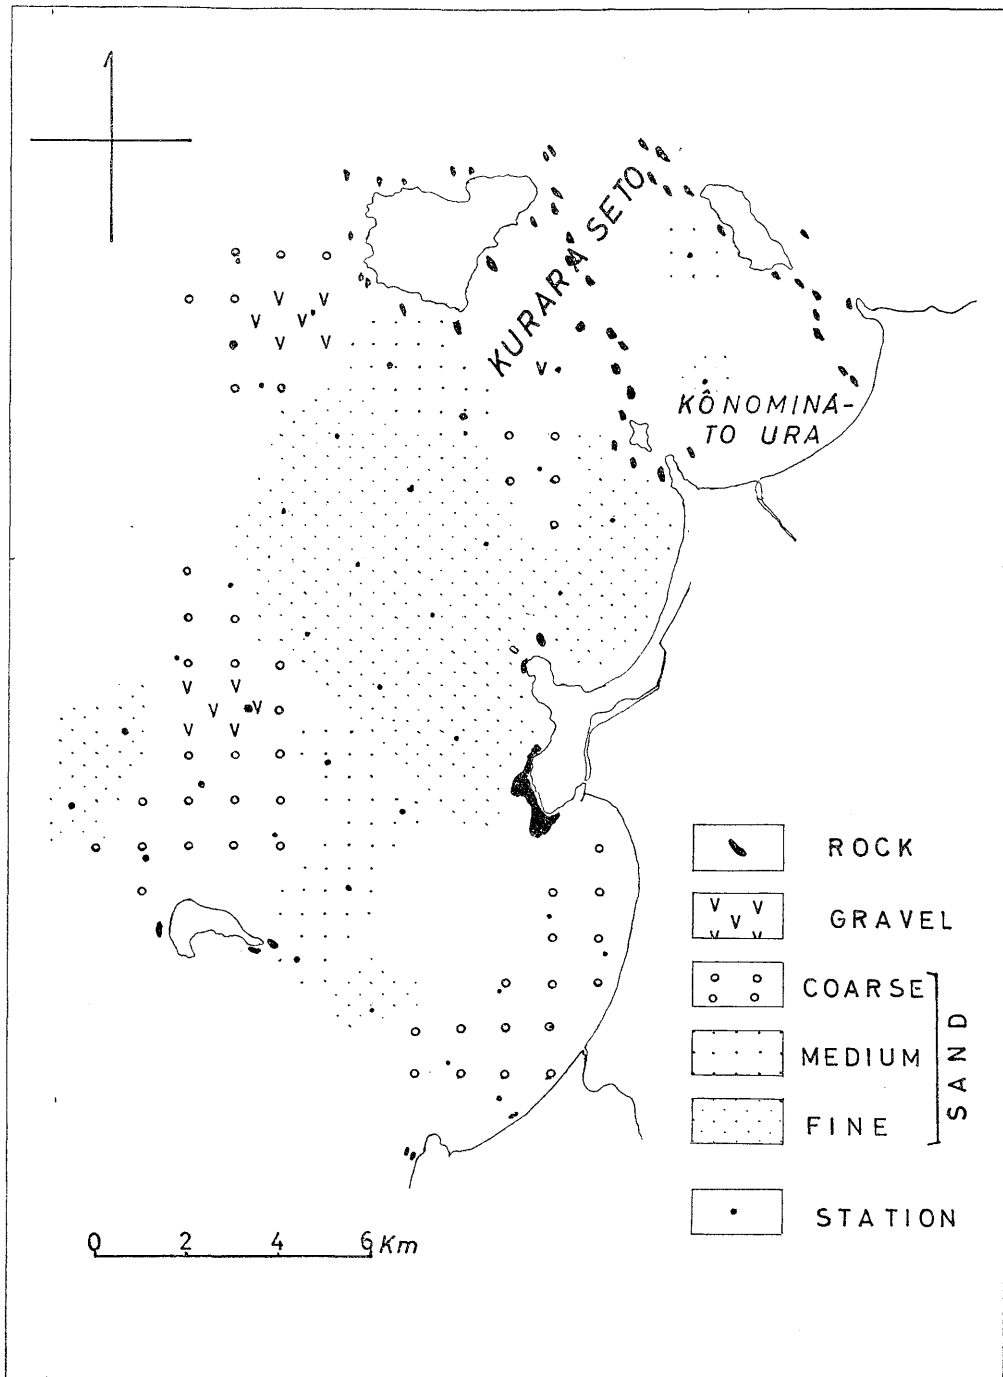 KURARA SETO
KÔNOMINA-
TO URA
ROCK
GRAVEL
COARSE
MEDIUM
FINE
SAND
STATION
0 2 4 6 Km